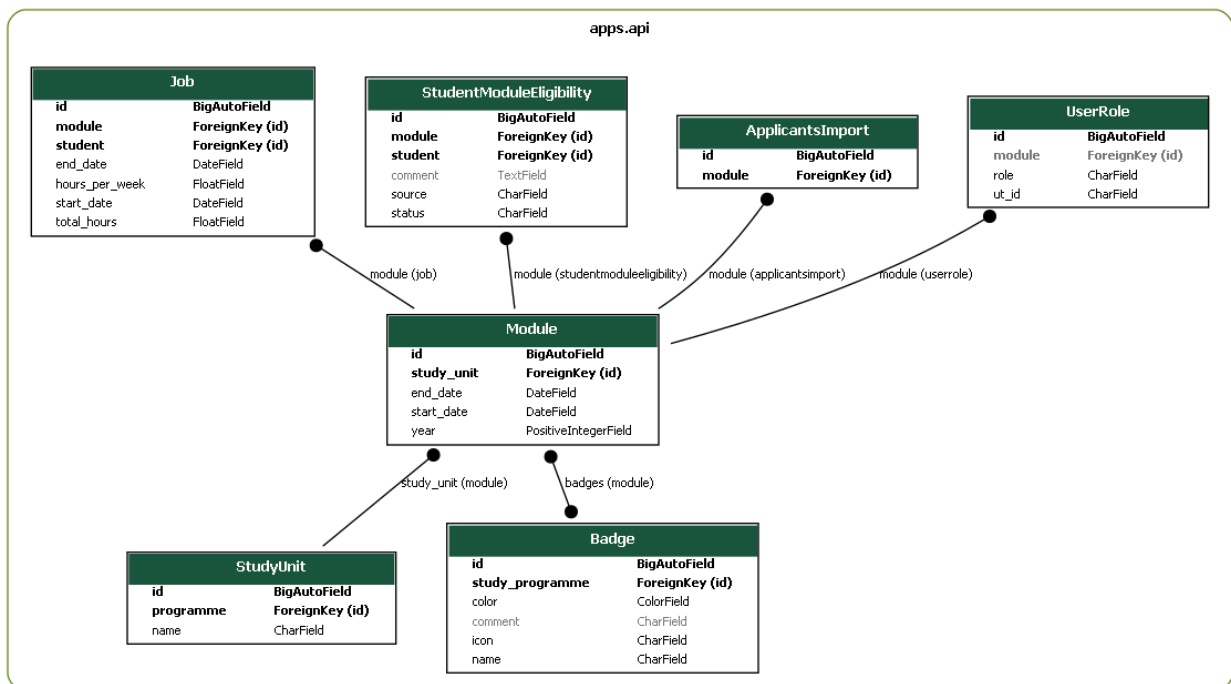 apps.api
Job
id BigAutoField
module ForeignKey (id)
student ForeignKey (id)
end_date DateField
hours_per_week FloatField
start_date DateField
total_hours FloatField
StudentModuleEligibility
id BigAutoField
module ForeignKey (id)
student ForeignKey (id)
comment TextField
source CharField
status CharField
ApplicantsImport
id BigAutoField
module ForeignKey (id)
UserRole
id BigAutoField
module ForeignKey (id)
role CharField
ut_id CharField
module (job)
module (studentmoduleeligibility)
module (applicantsimport)
module (userrole)
Module
id BigAutoField
study_unit ForeignKey (id)
end_date DateField
start_date DateField
year PositiveIntegerField
study_unit (module)
badges (module)
StudyUnit
id BigAutoField
programme ForeignKey (id)
name CharField
Badge
id BigAutoField
study_programme ForeignKey (id)
color ColorField
comment CharField
icon CharField
name CharField